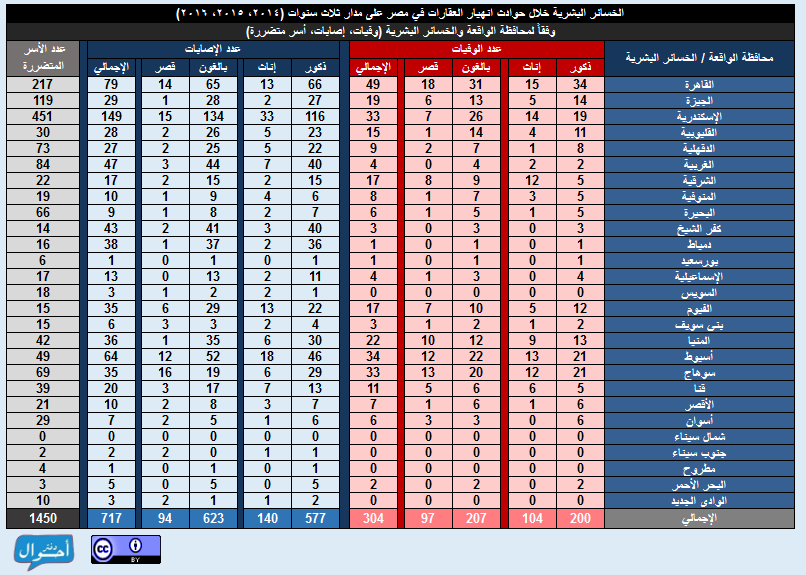 الخسائر البشرية خلال حوادث انهيار العقارات في مصر على مدار ثلاث سنوات (٢٠١٤، ٢٠١٥، ٢٠١٦)
وفقاً لمحافظة الواقعة والخسائر البشرية (وفيات، إصابات، أسر متضررة)
محافظة الواقعة / الخسائر البشرية عدد الوفيات عدد الإصابات عدد الأسر المتضررة
ذكور إناث بالغون قصر الإجمالي ذكور إناث بالغون قصر الإجمالي
القاهرة 34 15 31 18 49 66 13 65 14 79 217
الجيزة 14 5 13 6 19 27 2 28 1 29 119
الإسكندرية 19 14 26 7 33 116 33 134 15 149 451
القليوبية 11 4 14 1 15 23 5 26 2 28 30
الدقهلية 8 1 7 2 9 22 5 25 2 27 73
الغربية 2 2 4 0 4 40 7 44 3 47 84
الشرقية 5 12 9 8 17 15 2 15 2 17 22
المنوفية 5 3 7 1 8 6 4 9 1 10 19
البحيرة 5 1 5 1 6 7 2 8 1 9 66
كفر الشيخ 3 0 3 0 3 40 3 41 2 43 14
دمياط 1 0 1 0 1 36 2 37 1 38 16
بورسعيد 1 0 1 0 1 1 0 1 0 1 6
الإسماعيلية 4 0 3 1 4 11 2 13 0 13 17
السويس 0 0 0 0 0 1 2 2 1 3 18
الفيوم 12 5 10 7 17 22 13 29 6 35 15
بنى سويف 2 1 2 1 3 4 2 3 3 6 15
المنيا 13 9 12 10 22 30 6 35 1 36 42
أسيوط 21 13 22 12 34 46 18 52 12 64 49
سوهاج 21 12 20 13 33 29 6 19 16 35 69
قنا 5 6 6 5 11 13 7 17 3 20 39
الأقصر 6 1 6 1 7 7 3 8 2 10 21
أسوان 6 0 3 3 6 6 1 5 2 7 29
شمال سيناء 0 0 0 0 0 0 0 0 0 0 0
جنوب سيناء 0 0 0 0 0 1 1 0 2 2 2
مطروح 0 0 0 0 0 1 0 1 0 1 4
البحر الأحمر 2 0 2 0 2 5 0 5 0 5 3
الوادى الجديد 0 0 0 0 0 2 1 1 2 3 10
الإجمالي 200 104 207 97 304 577 140 623 94 717 1450
دفتر أحوال
cc BY